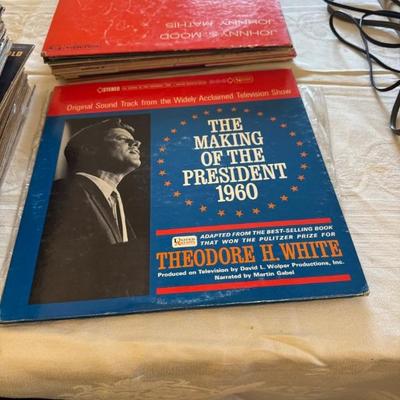 JOHNNY'S MOOD
JOHNNY MATHIS
STEREO
Original Sound Track from the Widely Acclaimed Television Show
THE
MAKING
OF THE
PRESIDENT
1960
UNITED ARTISTS
ADAPTED FROM THE BEST-SELLING BOOK
THAT WON THE PULITZER PRIZE FOR
THEODORE H. WHITE
Produced on Television by David L. Wolper Productions, Inc.
Narrated by Martin Gabel